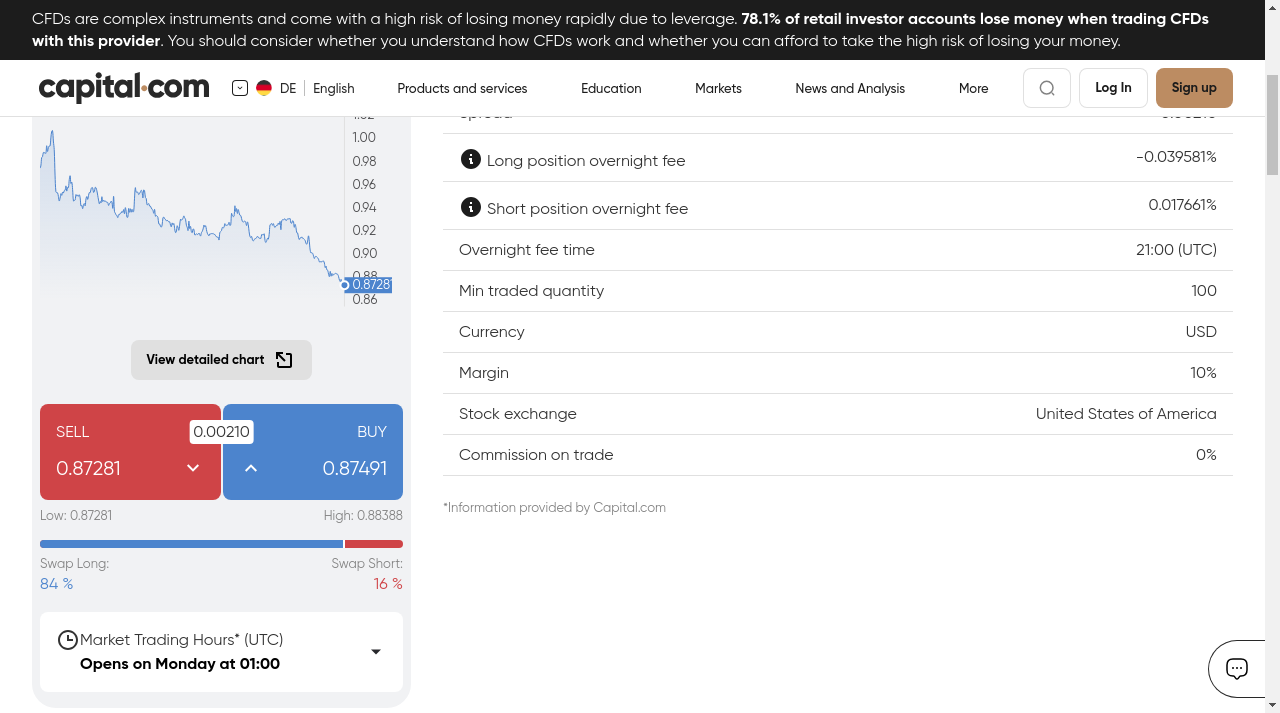 CFDs are complex instruments and come with a high risk of losing money rapidly due to leverage. 78.1% of retail investor accounts lose money when trading CFDs
with this provider. You should consider whether you understand how CFDs work and whether you can afford to take the high risk of losing your money.
capital.com
DE
English
Products and services
Education
Markets
News and Analysis
More
Log In
Sign up
1.02
1.00
0.98
0.96
0.94
0.92
0.90
0.88
0.8728
0.86
View detailed chart
SELL
0.00210
BUY
0.87281
0.87491
Low: 0.87281
High: 0.88388
Swap Long:
Swap Short:
84 %
16 %
Market Trading Hours* (UTC)
Opens on Monday at 01:00
Spread
0.00210
Long position overnight fee
-0.039581%
Short position overnight fee
0.017661%
Overnight fee time
21:00 (UTC)
Min traded quantity
100
Currency
USD
Margin
10%
Stock exchange
United States of America
Commission on trade
0%
*Information provided by Capital.com